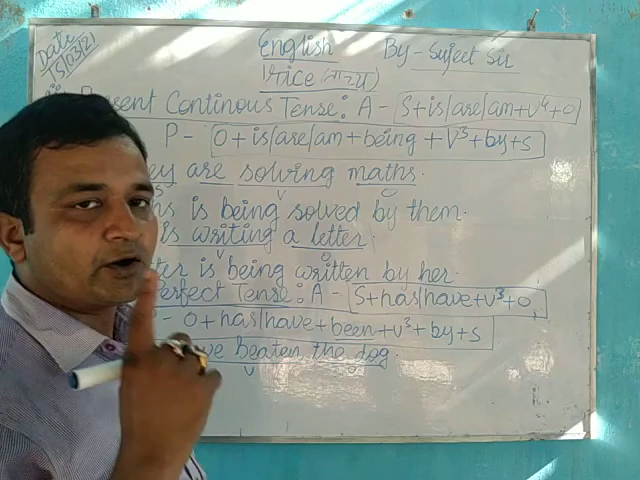 Date
15/03/21
English By - Sujeet Sir
Voice (वाच्य)
Present Continous Tense: A - S+is/are/am+v⁴+o
P - O+is/are/am+being+v³+by+s
ey are solving maths.
hs is being solved by them.
is writing a letter.
ter is being written by her.
erfect Tense: A - S+has/have+v³+o
- O+has/have+been+v³+by+s
ve beaten the dog.